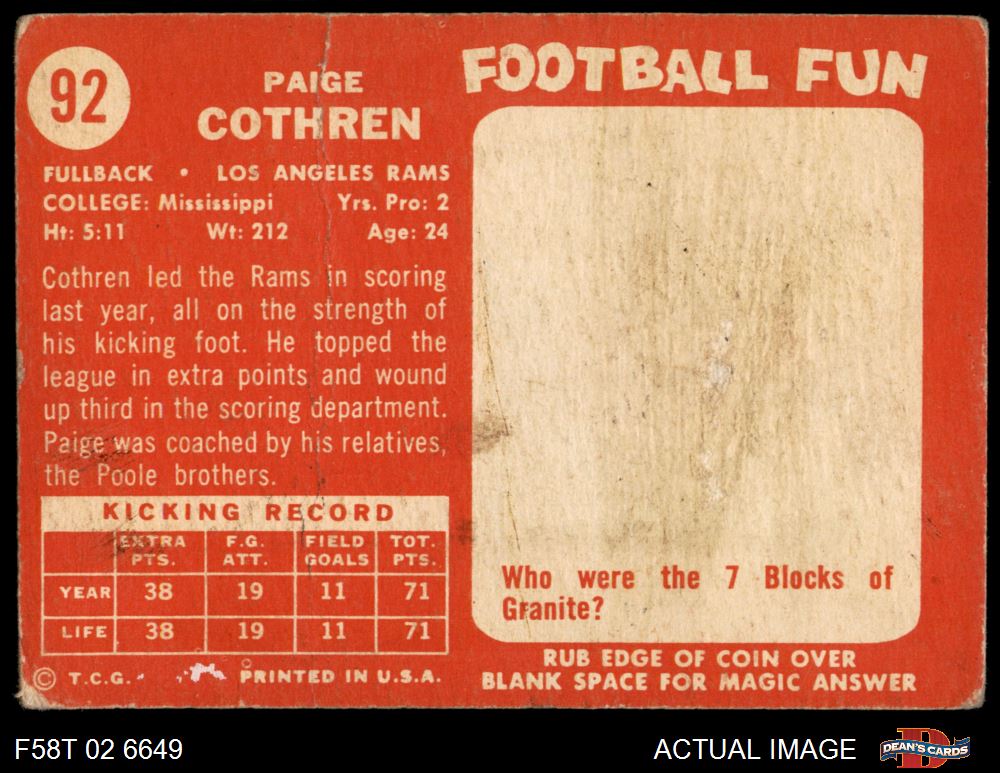 92
PAIGE
COTHREN
FULLBACK • LOS ANGELES RAMS
COLLEGE: Mississippi Yrs. Pro: 2
Ht: 5:11 Wt: 212 Age: 24
Cothren led the Rams in scoring
last year, all on the strength of
his kicking foot. He topped the
league in extra points and wound
up third in the scoring department.
Paige was coached by his relatives,
the Poole brothers.
KICKING RECORD
EXTRA PTS. F.G. ATT. FIELD GOALS TOT. PTS.
YEAR 38 19 11 71
LIFE 38 19 11 71
© T.C.G. PRINTED IN U.S.A.
FOOTBALL FUN
Who were the 7 Blocks of
Granite?
RUB EDGE OF COIN OVER
BLANK SPACE FOR MAGIC ANSWER
F58T 02 6649
ACTUAL IMAGE
DEAN'S CARDS